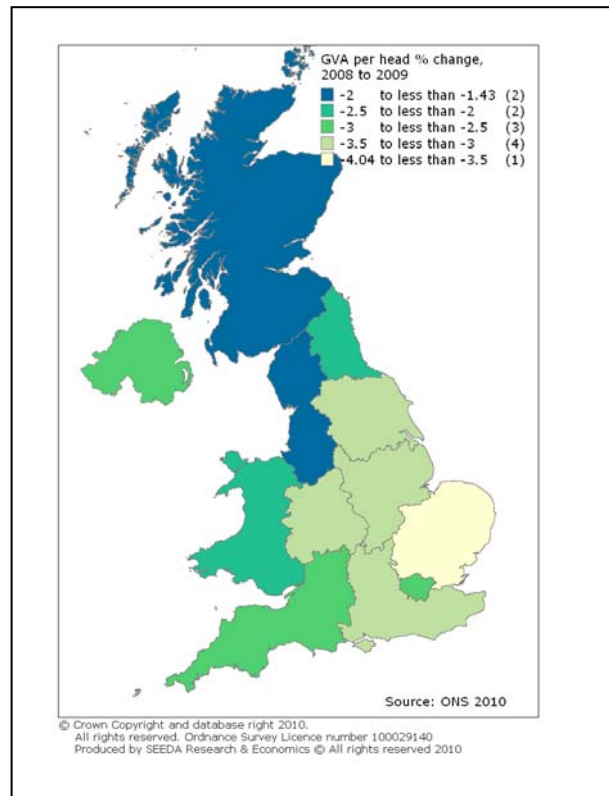 GVA per head % change,
2008 to 2009
-2 to less than -1.43 (2)
-2.5 to less than -2 (2)
-3 to less than -2.5 (3)
-3.5 to less than -3 (4)
-4.04 to less than -3.5 (1)
Source: ONS 2010
© Crown Copyright and database right 2010.
All rights reserved. Ordnance Survey Licence number 100029140
Produced by SEEDA Research & Economics © All rights reserved 2010